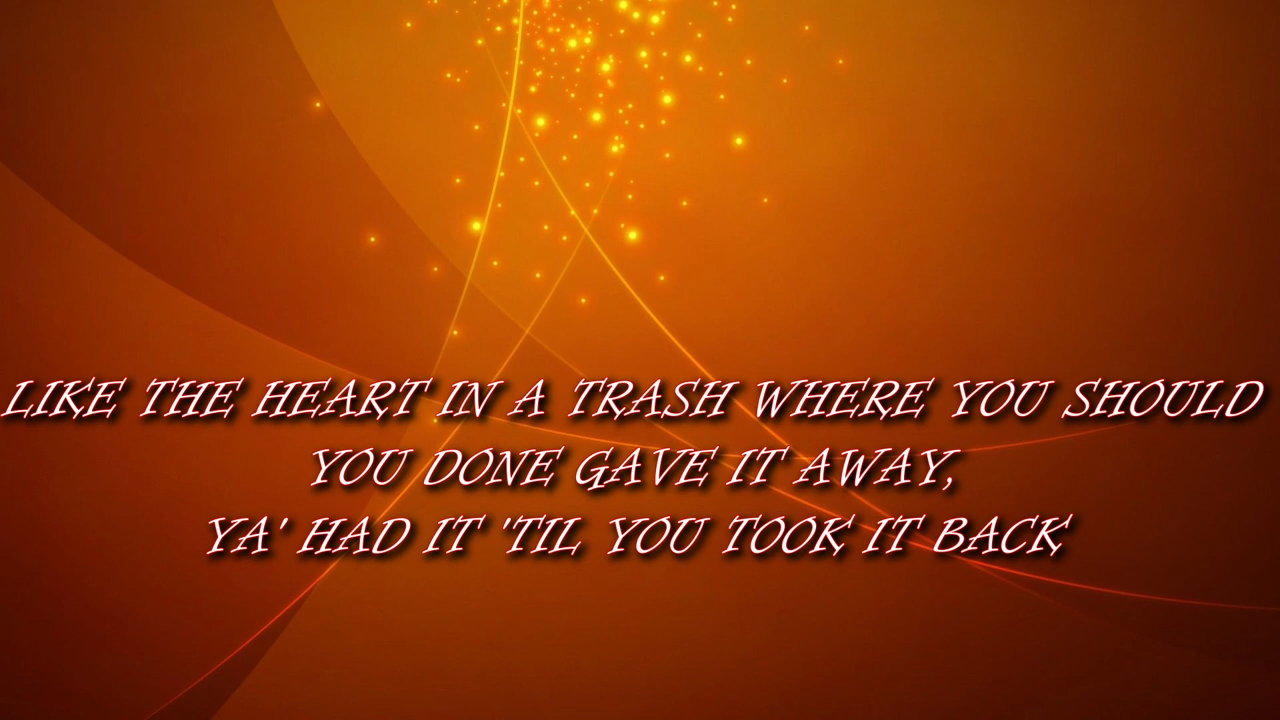 LIKE THE HEART IN A TRASH WHERE YOU SHOULD
YOU DONE GAVE IT AWAY,
YA' HAD IT 'TIL YOU TOOK IT BACK